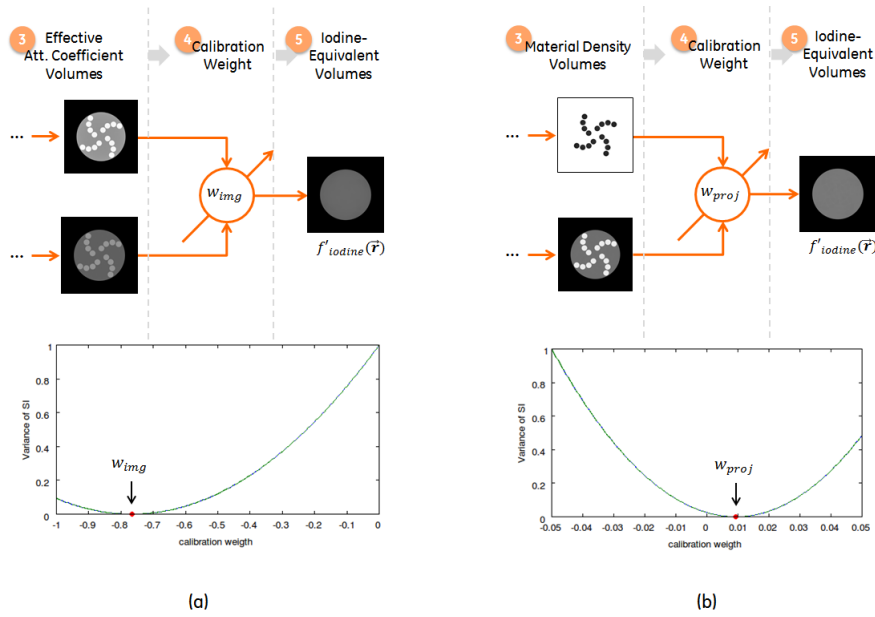 3 Effective
Att. Coefficient
Volumes
4 Calibration
Weight
5 Iodine-
Equivalent
Volumes
...
...
w_img
f'_iodine(r⃗)
1
0.8
0.6
0.4
0.2
0
Variance of SI
w_img
-1 -0.9 -0.8 -0.7 -0.6 -0.5 -0.4 -0.3 -0.2 -0.1 0
calibration weigth
(a)
3 Material Density
Volumes
4 Calibration
Weight
5 Iodine-
Equivalent
Volumes
...
...
w_proj
f'_iodine(r⃗)
1
0.8
0.6
0.4
0.2
0
Variance of SI
w_proj
-0.05 -0.04 -0.03 -0.02 -0.01 0 0.01 0.02 0.03 0.04 0.05
calibration weigth
(b)